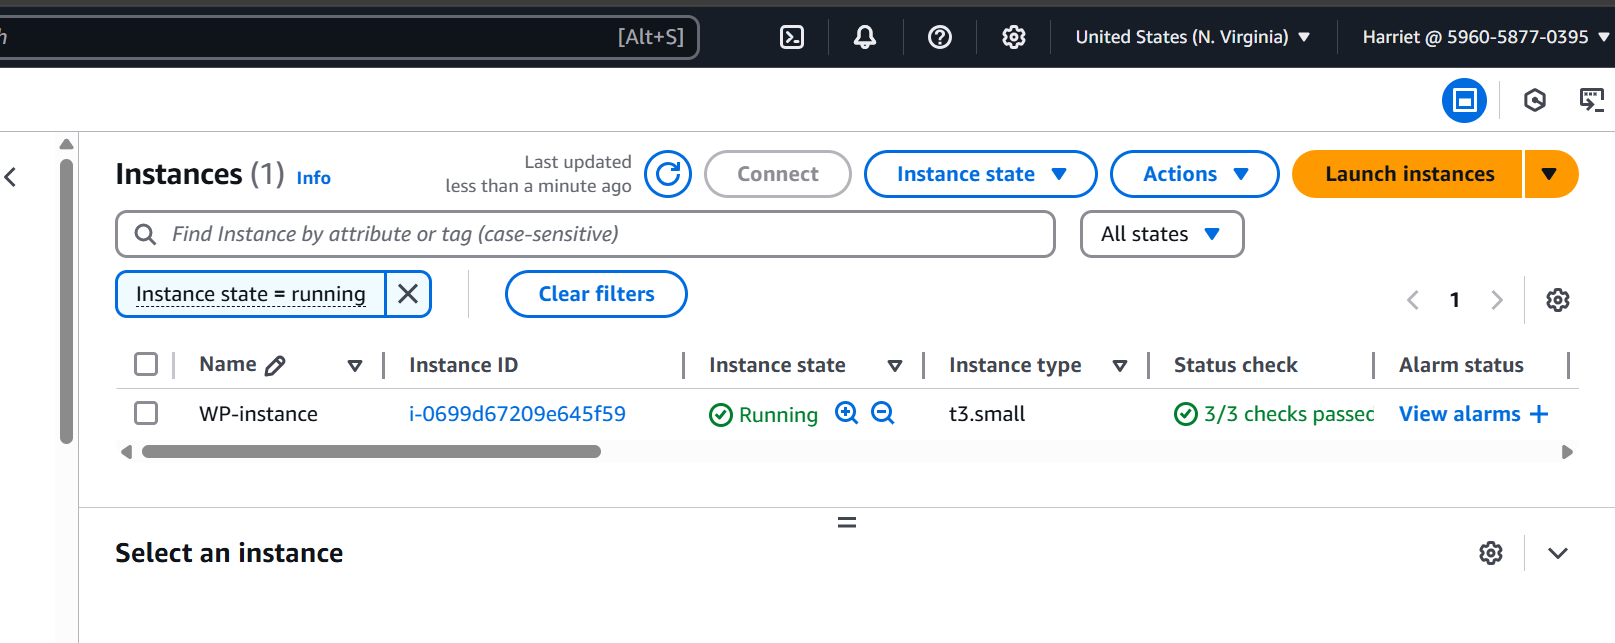 [Alt+S] United States (N. Virginia) Harriet @ 5960-5877-0395
Instances (1) Info
Last updated
less than a minute ago
Connect Instance state Actions Launch instances
Find Instance by attribute or tag (case-sensitive) All states
Instance state = running Clear filters
1
Name Instance ID Instance state Instance type Status check Alarm status
WP-instance i-0699d67209e645f59 Running t3.small 3/3 checks passec View alarms +
Select an instance